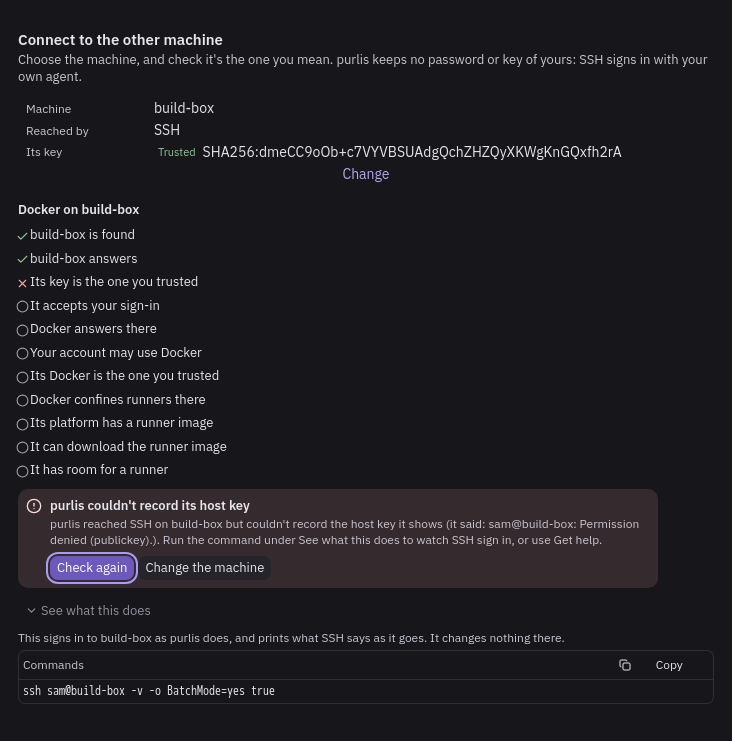 Connect to the other machine
Choose the machine, and check it's the one you mean. purlis keeps no password or key of yours: SSH signs in with your
own agent.
Machine build-box
Reached by SSH
Its key Trusted SHA256:dmeCC9oOb+c7VYVBSUAdgQchZHZQyXKWgKnGQxfh2rA
Change
Docker on build-box
build-box is found
build-box answers
Its key is the one you trusted
It accepts your sign-in
Docker answers there
Your account may use Docker
Its Docker is the one you trusted
Docker confines runners there
Its platform has a runner image
It can download the runner image
It has room for a runner
purlis couldn't record its host key
purlis reached SSH on build-box but couldn't record the host key it shows (it said: sam@build-box: Permission
denied (publickey).). Run the command under See what this does to watch SSH sign in, or use Get help.
Check again Change the machine
See what this does
This signs in to build-box as purlis does, and prints what SSH says as it goes. It changes nothing there.
Commands Copy
ssh sam@build-box -v -o BatchMode=yes true